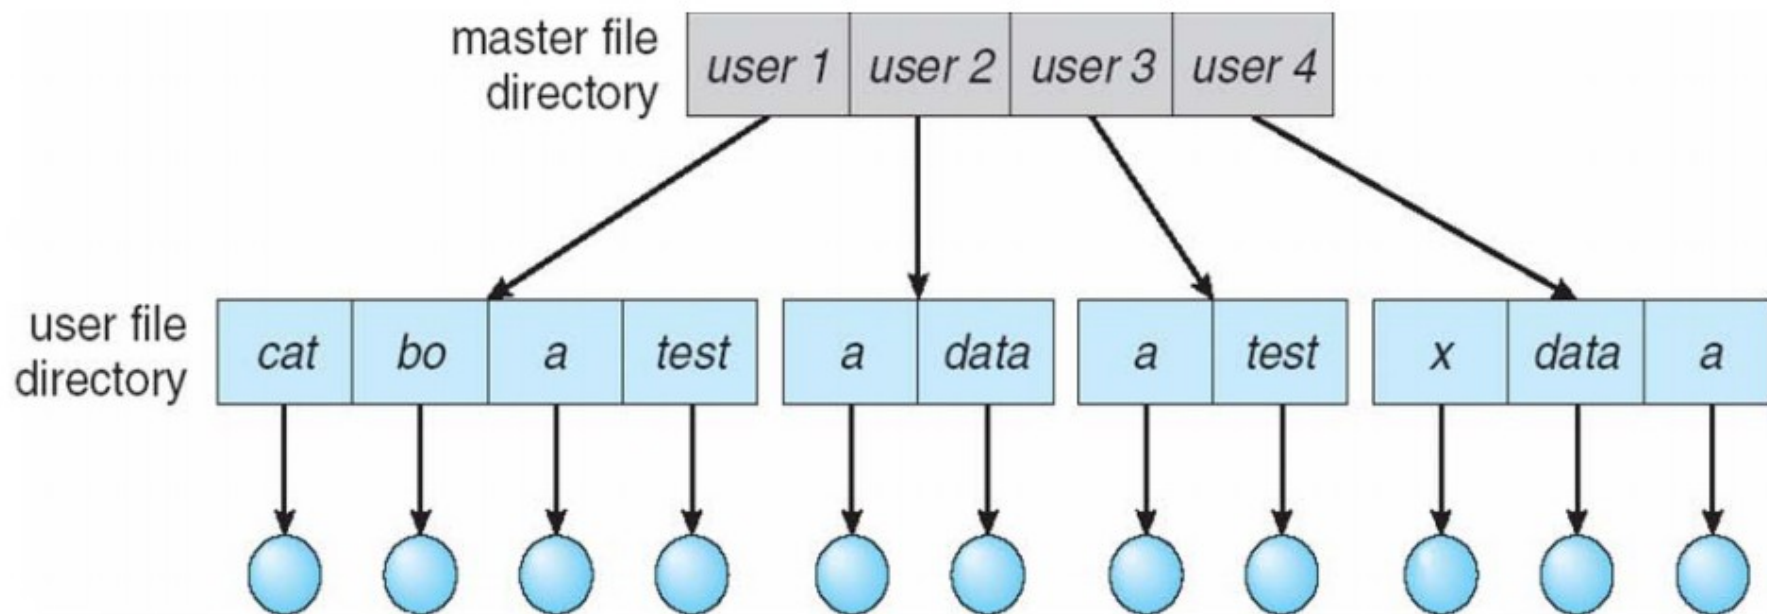 master file
directory
user 1 user 2 user 3 user 4
user file
directory
cat bo a test a data a test x data a